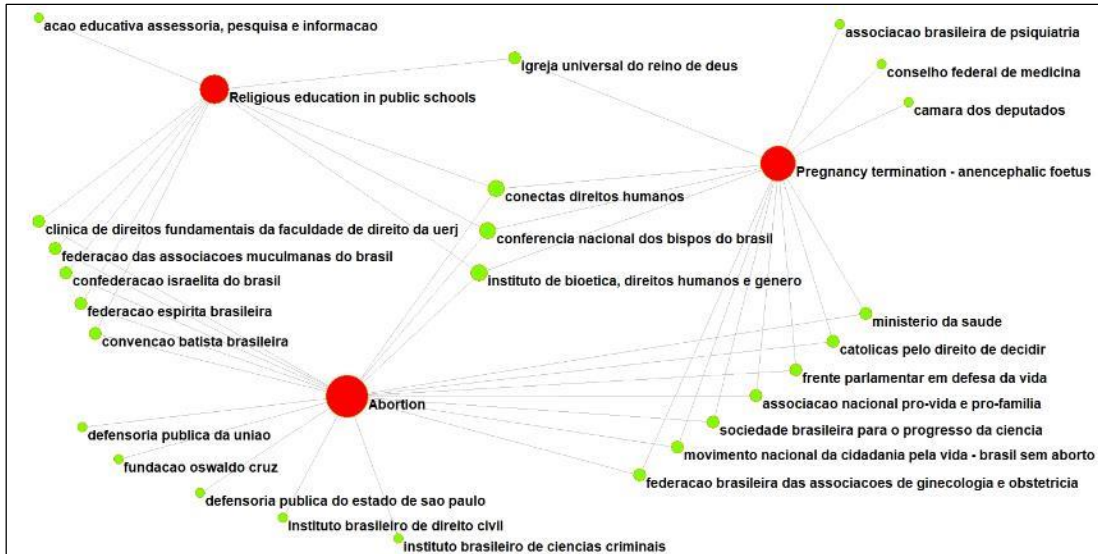 acao educativa assessoria, pesquisa e informacao
associacao brasileira de psiquiatria
igreja universal do reino de deus
conselho federal de medicina
Religious education in public schools
camara dos deputados
Pregnancy termination - anencephalic foetus
conectas direitos humanos
clinica de direitos fundamentais da faculdade de direito da uerj
conferencia nacional dos bispos do brasil
federacao das associacoes muculmanas do brasil
confederacao israelita do brasil
instituto de bioetica, direitos humanos e genero
federacao espirita brasileira
ministerio da saude
convencao batista brasileira
catolicas pelo direito de decidir
frente parlamentar em defesa da vida
Abortion
associacao nacional pro-vida e pro-familia
sociedade brasileira para o progresso da ciencia
defensoria publica da uniao
movimento nacional da cidadania pela vida - brasil sem aborto
fundacao oswaldo cruz
federacao brasileira das associacoes de ginecologia e obstetricia
defensoria publica do estado de sao paulo
instituto brasileiro de direito civil
instituto brasileiro de ciencias criminais